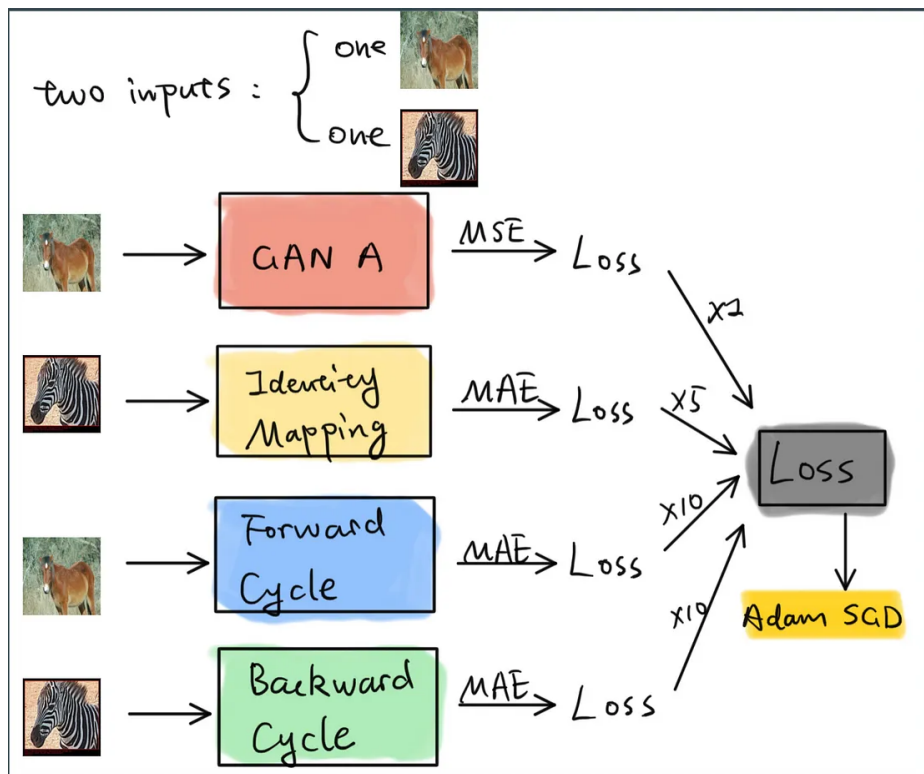 two inputs :
one
one
GAN A
MSE
Loss
x1
Identity
Mapping
MAE
Loss
x5
Loss
Forward
Cycle
MAE
Loss
x10
Adam SGD
Backward
Cycle
MAE
Loss
x10